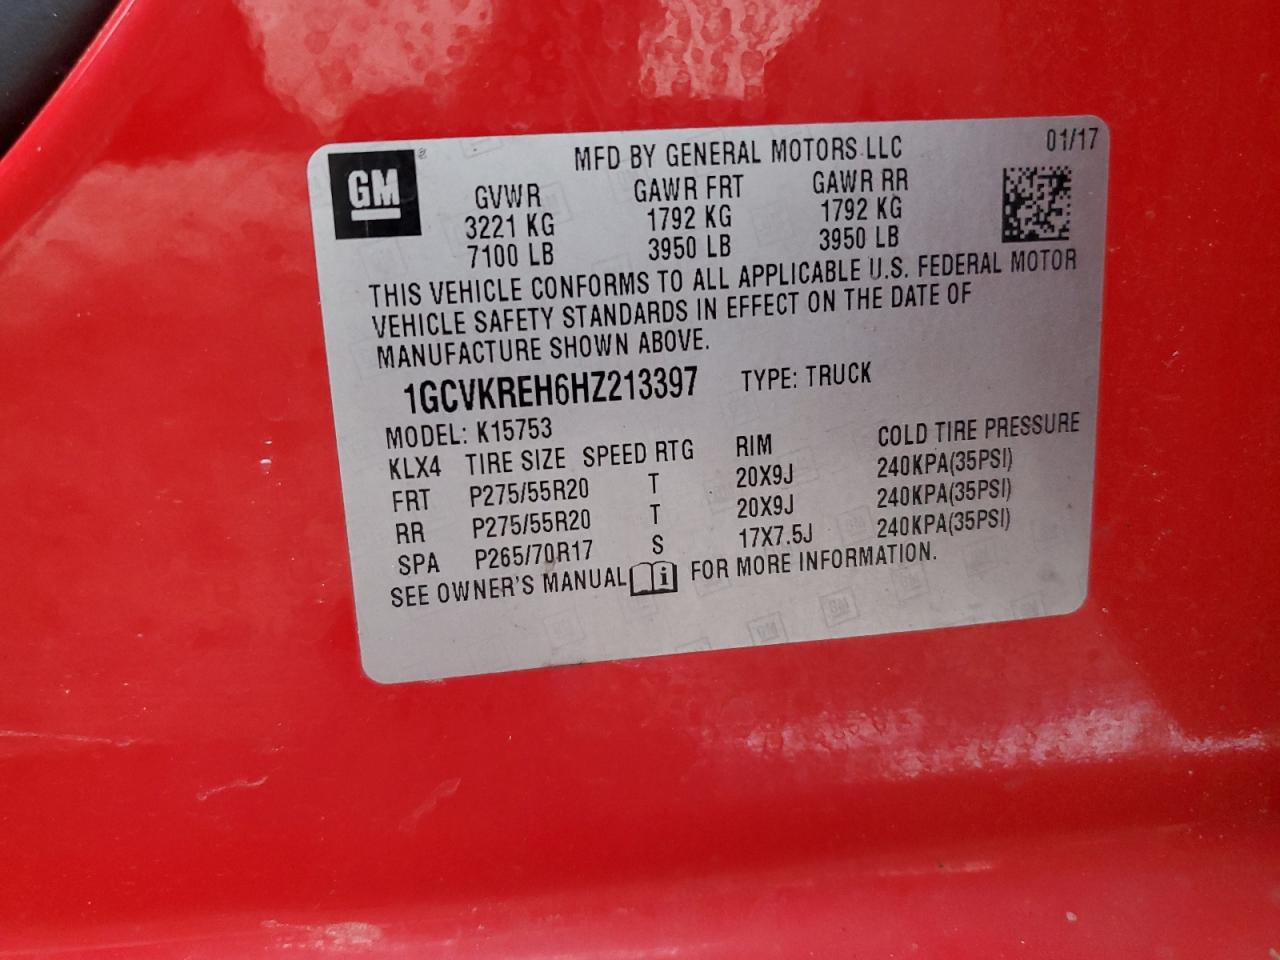 GM
MFD BY GENERAL MOTORS LLC 01/17
GVWR GAWR FRT GAWR RR
3221 KG 1792 KG 1792 KG
7100 LB 3950 LB 3950 LB
THIS VEHICLE CONFORMS TO ALL APPLICABLE U.S. FEDERAL MOTOR
VEHICLE SAFETY STANDARDS IN EFFECT ON THE DATE OF
MANUFACTURE SHOWN ABOVE.
1GCVKREH6HZ213397 TYPE: TRUCK
MODEL: K15753
KLX4 TIRE SIZE SPEED RTG RIM COLD TIRE PRESSURE
FRT P275/55R20 T 20X9J 240KPA(35PSI)
RR P275/55R20 T 20X9J 240KPA(35PSI)
SPA P265/70R17 S 17X7.5J 240KPA(35PSI)
SEE OWNER'S MANUAL FOR MORE INFORMATION.